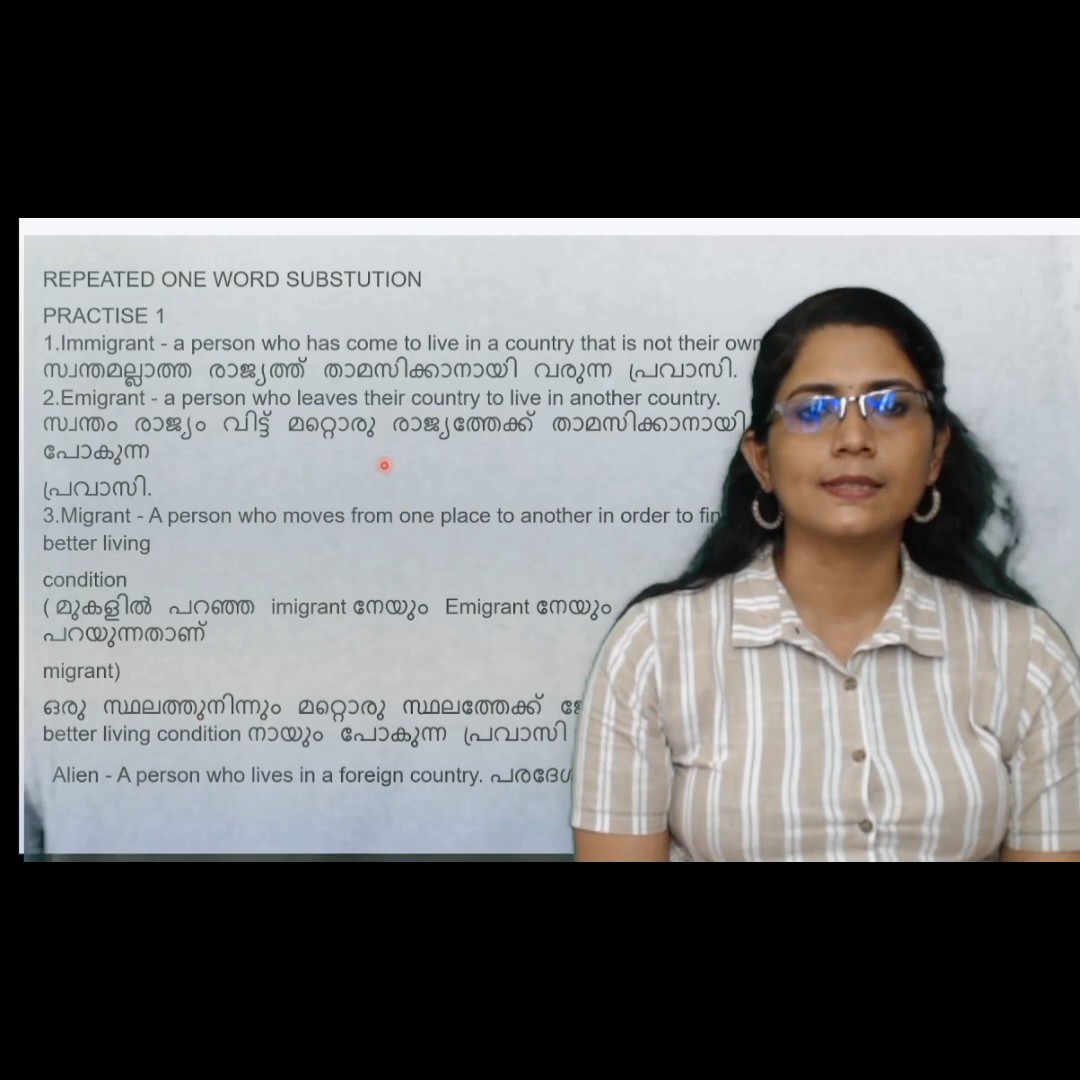 REPEATED ONE WORD SUBSTUTION
PRACTISE 1
1.Immigrant - a person who has come to live in a country that is not their own
സ്വന്തമല്ലാത്ത രാജ്യത്ത് താമസിക്കാനായി വരുന്ന പ്രവാസി.
2.Emigrant - a person who leaves their country to live in another country.
സ്വന്തം രാജ്യം വിട്ട് മറ്റൊരു രാജ്യത്തേക്ക് താമസിക്കാനായി
പോകുന്ന
പ്രവാസി.
3.Migrant - A person who moves from one place to another in order to
better living
condition
( മുകളിൽ പറഞ്ഞ imigrant നേയും Emigrant നേയും
പറയുന്നതാണ്
migrant)
ഒരു സ്ഥലത്തുനിന്നും മറ്റൊരു സ്ഥലത്തേക്ക്
better living condition നായും പോകുന്ന പ്രവാസി
Alien - A person who lives in a foreign country.